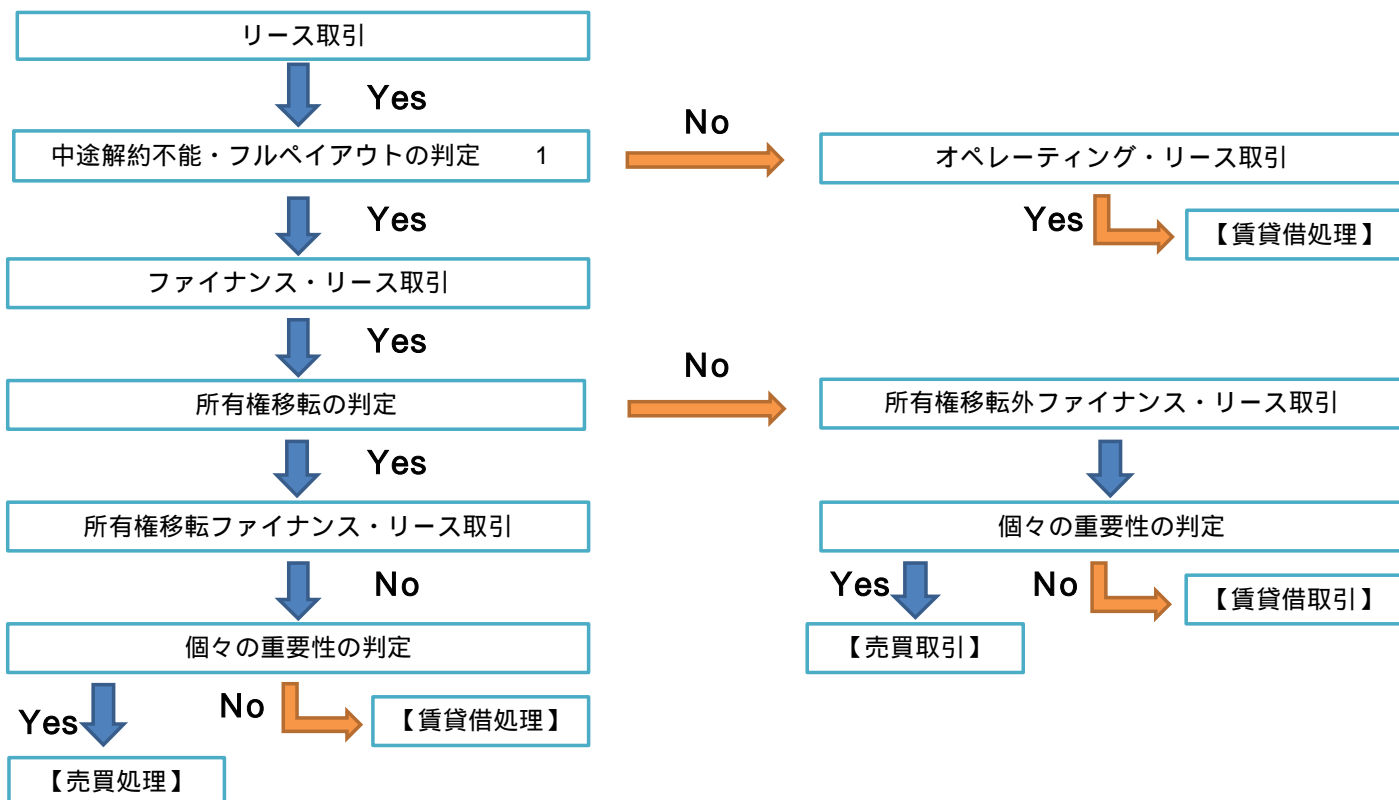 リース取引
Yes
中途解約不能・フルペイアウトの判定　　1
No
オペレーティング・リース取引
Yes
Yes
【賃貸借処理】
ファイナンス・リース取引
Yes
所有権移転の判定
No
所有権移転外ファイナンス・リース取引
Yes
所有権移転ファイナンス・リース取引
個々の重要性の判定
No
Yes
No
【賃貸借取引】
個々の重要性の判定
【売買取引】
Yes
No
【賃貸借処理】
【売買処理】